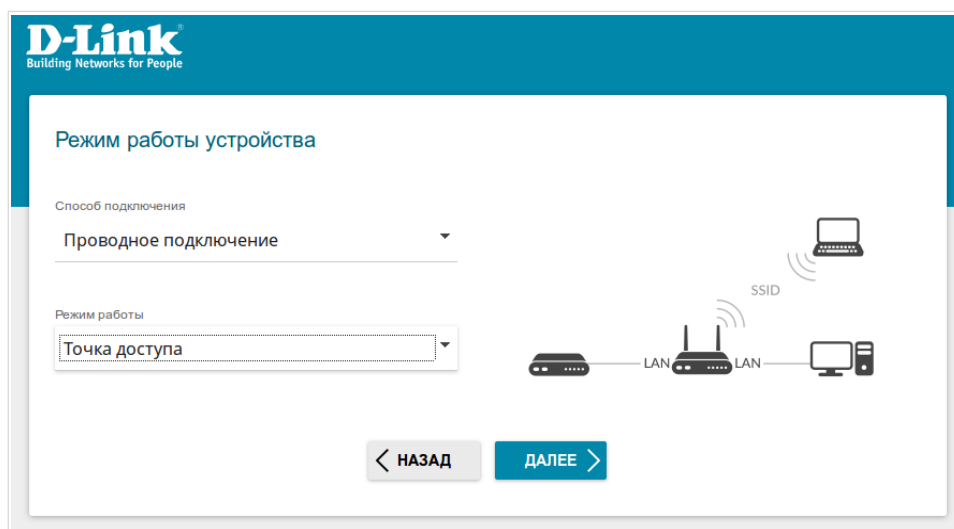 D-Link
Building Networks for People
Режим работы устройства
Способ подключения
Проводное подключение
Режим работы
Точка доступа
SSID
LAN
LAN
НАЗАД
ДАЛЕЕ